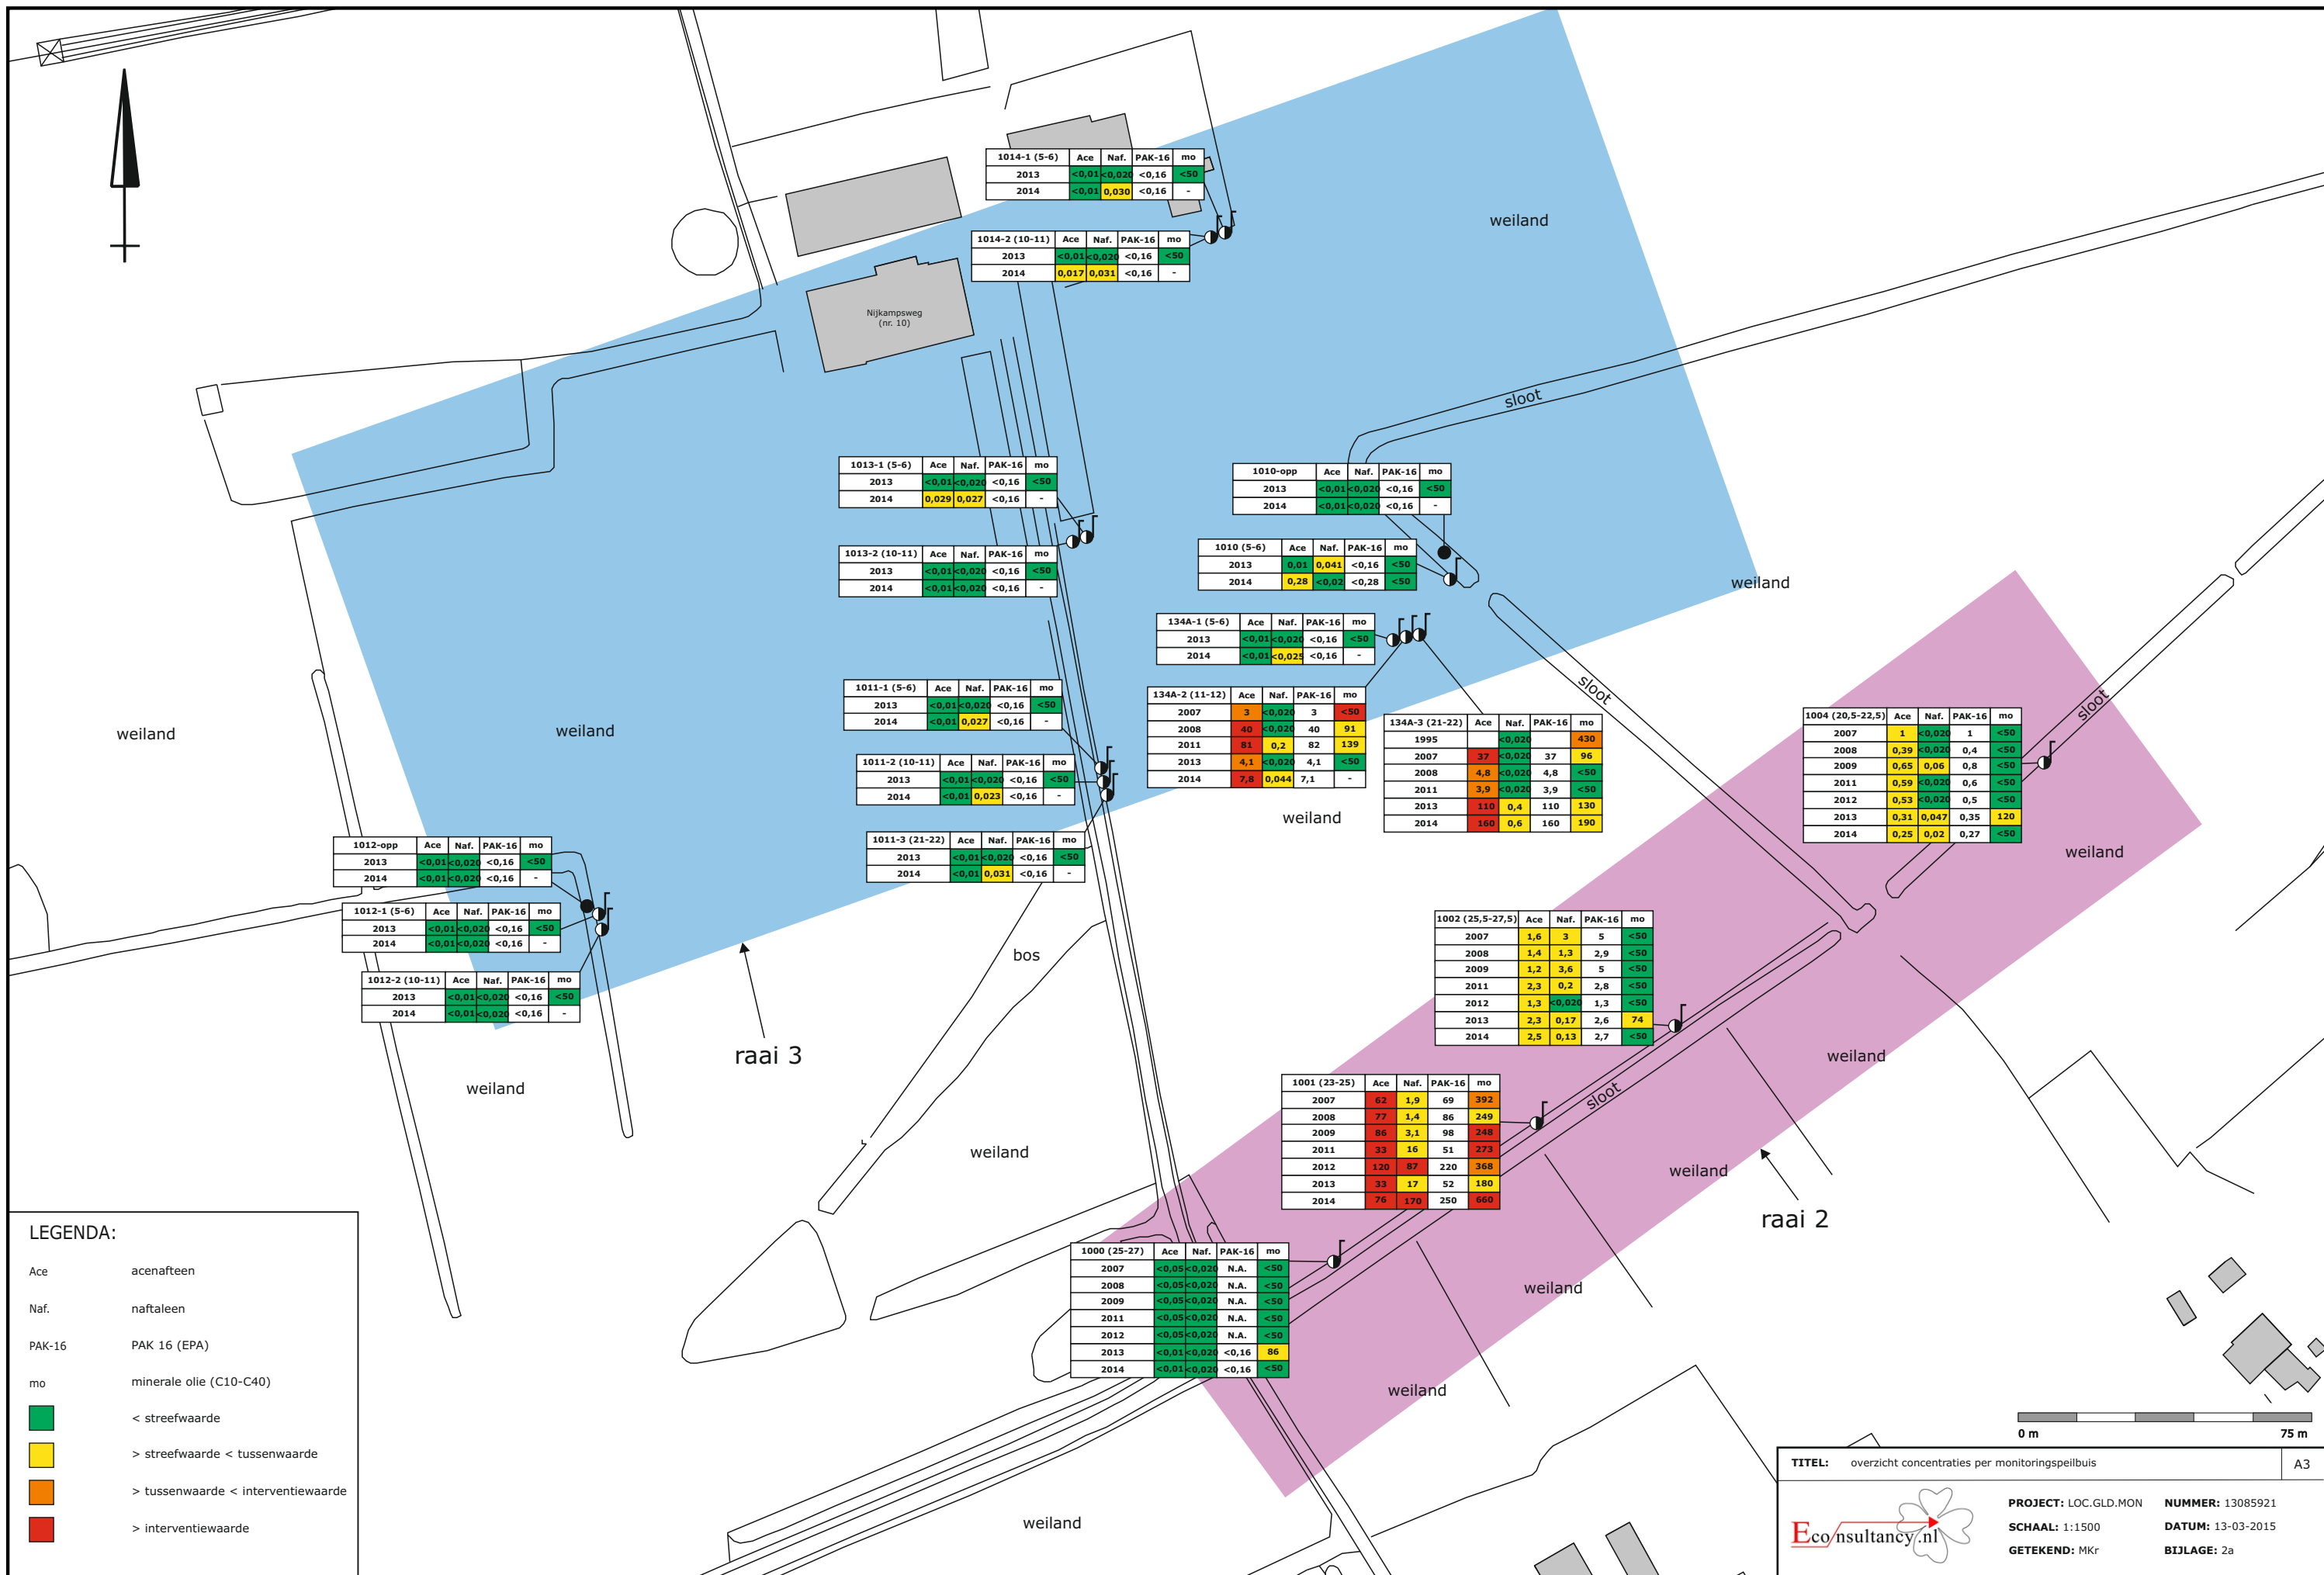 1014-1 (5-6) Ace Naf. PAK-16 mo
2013 <0,01 <0,020 <0,16 <50
2014 <0,01 0,030 <0,16 -
weiland
1014-2 (10-11) Ace Naf. PAK-16 mo
2013 <0,01 <0,020 <0,16 <50
2014 0,017 0,031 <0,16 -
Nijkampsweg
(nr. 10)
sloot
1013-1 (5-6) Ace Naf. PAK-16 mo
2013 <0,01 <0,020 <0,16 <50
2014 0,029 0,027 <0,16 -
1010-opp Ace Naf. PAK-16 mo
2013 <0,01 <0,020 <0,16 <50
2014 <0,01 <0,020 <0,16 -
1013-2 (10-11) Ace Naf. PAK-16 mo
2013 <0,01 <0,020 <0,16 <50
2014 <0,01 <0,020 <0,16 -
1010 (5-6) Ace Naf. PAK-16 mo
2013 0,01 0,041 <0,16 <50
2014 0,28 <0,02 <0,28 <50
weiland
134A-1 (5-6) Ace Naf. PAK-16 mo
2013 <0,01 <0,020 <0,16 <50
2014 <0,01 <0,025 <0,16 -
sloot
sloot
1011-1 (5-6) Ace Naf. PAK-16 mo
2013 <0,01 <0,020 <0,16 <50
2014 <0,01 0,027 <0,16 -
134A-2 (11-12) Ace Naf. PAK-16 mo
2007 3 <0,020 3 <50
2008 40 <0,020 40 91
2011 81 0,2 82 139
2013 4,1 <0,020 4,1 <50
2014 7,8 0,044 7,1 -
134A-3 (21-22) Ace Naf. PAK-16 mo
1995 <0,020 430
2007 37 <0,020 37 96
2008 4,8 <0,020 4,8 <50
2011 3,9 <0,020 3,9 <50
2013 110 0,4 110 130
2014 160 0,6 160 190
1004 (20,5-22,5) Ace Naf. PAK-16 mo
2007 1 <0,020 1 <50
2008 0,39 <0,020 0,4 <50
2009 0,65 0,06 0,8 <50
2011 0,59 <0,020 0,6 <50
2012 0,53 <0,020 0,5 <50
2013 0,31 0,047 0,35 120
2014 0,25 0,02 0,27 <50
weiland
weiland
1011-2 (10-11) Ace Naf. PAK-16 mo
2013 <0,01 <0,020 <0,16 <50
2014 <0,01 0,023 <0,16 -
weiland
1011-3 (21-22) Ace Naf. PAK-16 mo
2013 <0,01 <0,020 <0,16 <50
2014 <0,01 0,031 <0,16 -
weiland
1012-opp Ace Naf. PAK-16 mo
2013 <0,01 <0,020 <0,16 <50
2014 <0,01 <0,020 <0,16 -
1012-1 (5-6) Ace Naf. PAK-16 mo
2013 <0,01 <0,020 <0,16 <50
2014 <0,01 <0,020 <0,16 -
1012-2 (10-11) Ace Naf. PAK-16 mo
2013 <0,01 <0,020 <0,16 <50
2014 <0,01 <0,020 <0,16 -
bos
1002 (25,5-27,5) Ace Naf. PAK-16 mo
2007 1,6 3 5 <50
2008 1,4 1,3 2,9 <50
2009 1,2 3,6 5 <50
2011 2,3 0,2 2,8 <50
2012 1,3 <0,020 1,3 <50
2013 2,3 0,17 2,6 74
2014 2,5 0,13 2,7 <50
raai 3
weiland
weiland
1001 (23-25) Ace Naf. PAK-16 mo
2007 62 1,9 69 392
2008 77 1,4 86 249
2009 86 3,1 98 248
2011 33 16 51 273
2012 120 87 220 368
2013 33 17 52 180
2014 76 170 250 660
sloot
weiland
weiland
raai 2
1000 (25-27) Ace Naf. PAK-16 mo
2007 <0,05 <0,020 N.A. <50
2008 <0,05 <0,020 N.A. <50
2009 <0,05 <0,020 N.A. <50
2011 <0,05 <0,020 N.A. <50
2012 <0,05 <0,020 N.A. <50
2013 <0,01 <0,020 <0,16 86
2014 <0,01 <0,020 <0,16 <50
weiland
weiland
weiland
LEGENDA:
Ace acenafteen
Naf. naftaleen
PAK-16 PAK 16 (EPA)
mo minerale olie (C10-C40)
< streefwaarde
> streefwaarde < tussenwaarde
> tussenwaarde < interventiewaarde
> interventiewaarde
0 m 75 m
TITEL: overzicht concentraties per monitoringspeilbuis A3
Econsultancy.nl
PROJECT: LOC.GLD.MON NUMMER: 13085921
SCHAAL: 1:1500 DATUM: 13-03-2015
GETEKEND: MKr BIJLAGE: 2a